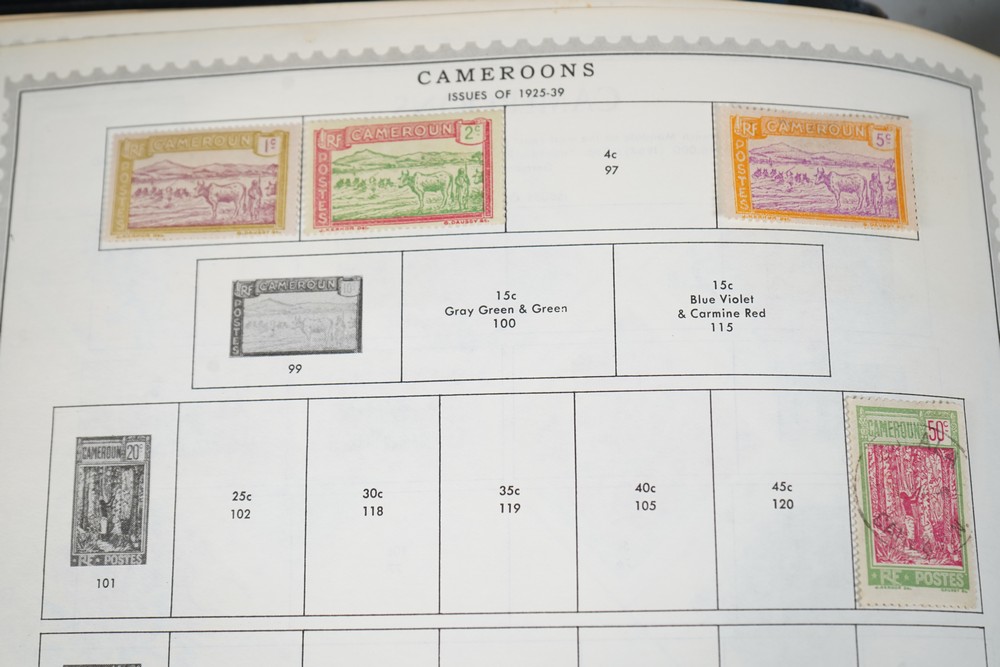 CAMEROONS
ISSUES OF 1925-39
RF CAMEROUN 1c
POSTES
RF CAMEROUN 2c
POSTES
4c
97
RF CAMEROUN 5c
POSTES
RF CAMEROUN
POSTES
99
15c
Gray Green & Green
100
15c
Blue Violet
& Carmine Red
115
CAMEROUN 20c
RF POSTES
101
25c
102
30c
118
35c
119
40c
105
45c
120
CAMEROUN 50c
RF POSTES